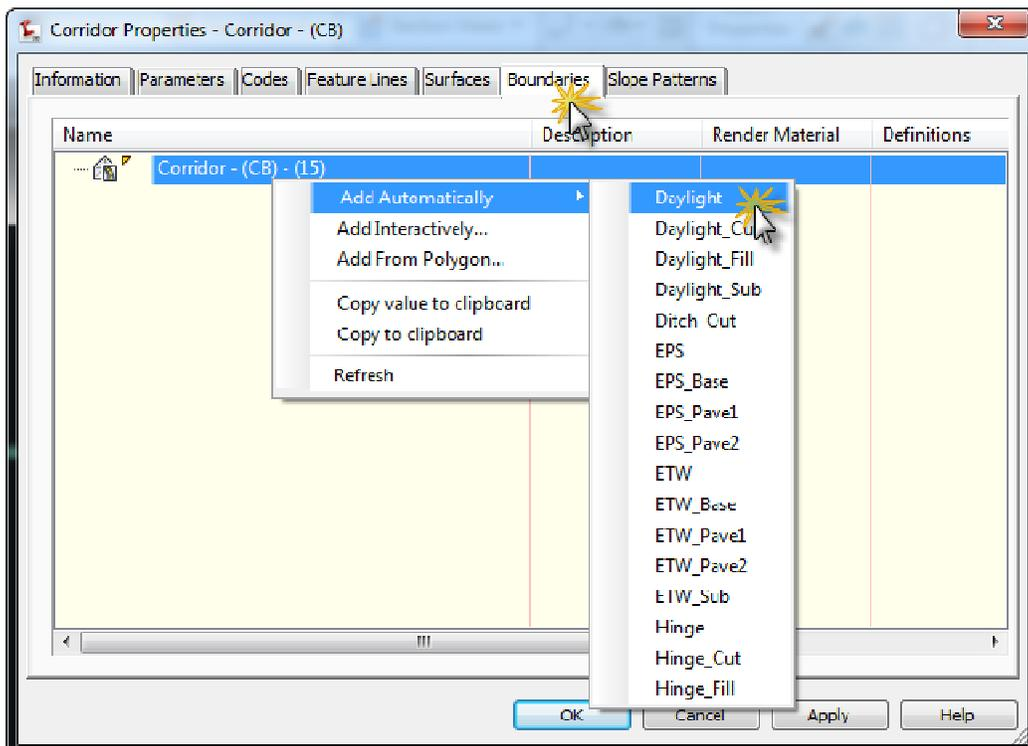 Corridor Properties - Corridor - (CB)
Information Parameters Codes Feature Lines Surfaces Boundaries Slope Patterns
Name Description Render Material Definitions
Corridor - (CB) - (15)
Add Automatically
Add Interactively...
Add From Polygon...
Copy value to clipboard
Copy to clipboard
Refresh
Daylight
Daylight_Cut
Daylight_Fill
Daylight_Sub
Ditch_Cut
EPS
EPS_Base
EPS_Pave1
EPS_Pave2
ETW
ETW_Base
ETW_Pave1
ETW_Pave2
ETW_Sub
Hinge
Hinge_Cut
Hinge_Fill
OK Cancel Apply Help